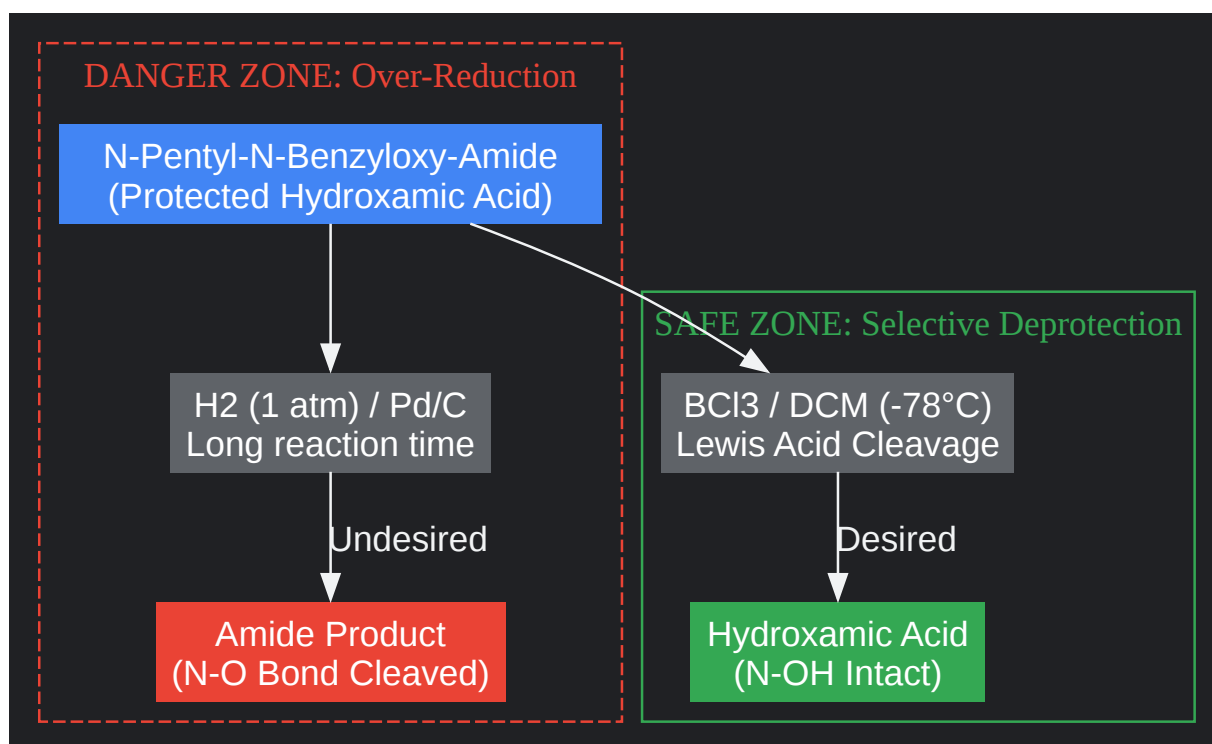 DANGER ZONE: Over-Reduction
N-Pentyl-N-Benzyloxy-Amide
(Protected Hydroxamic Acid)
SAFE ZONE: Selective Deprotection
H2 (1 atm) / Pd/C
Long reaction time
BCl3 / DCM (-78°C)
Lewis Acid Cleavage
Undesired
Desired
Amide Product
(N-O Bond Cleaved)
Hydroxamic Acid
(N-OH Intact)